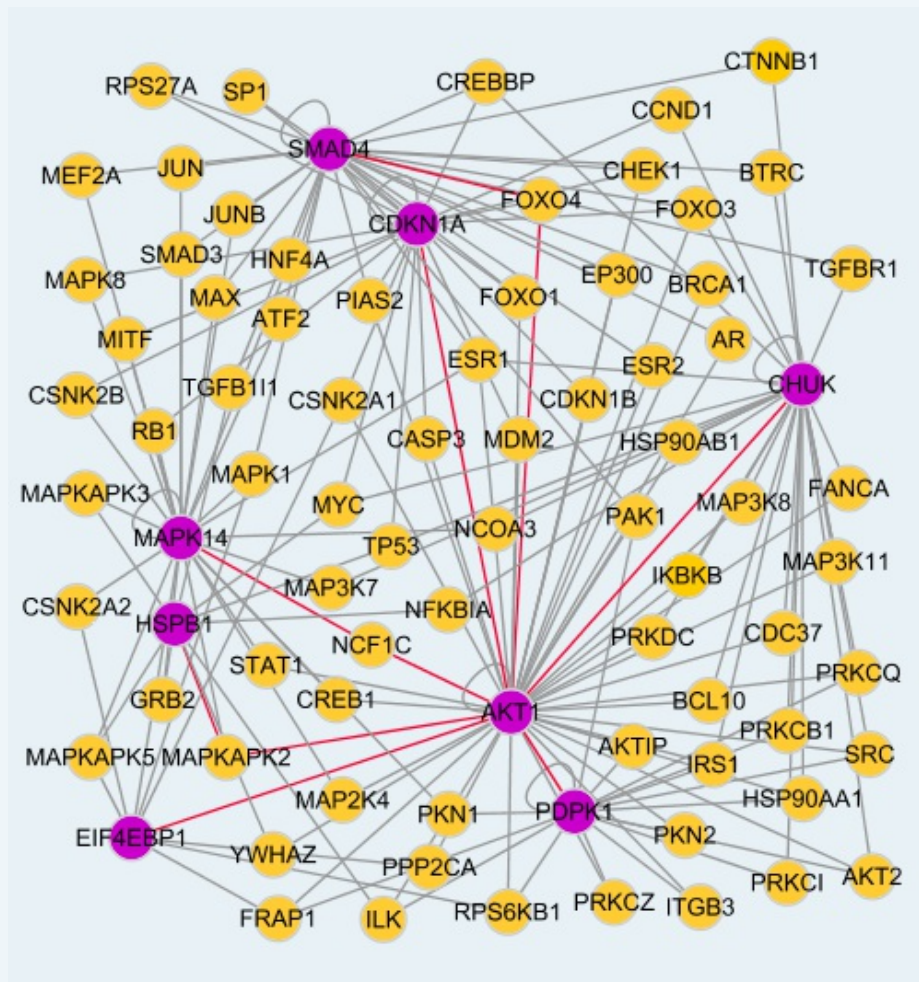 CTNNB1
RPS27A
SP1
CREBBP
CCND1
SMAD4
MEF2A
JUN
CHEK1
BTRC
FOXO4
JUNB
FOXO3
CDKN1A
SMAD3
HNF4A
TGFBR1
MAPK8
EP300
BRCA1
MAX
PIAS2
FOXO1
ATF2
MITF
AR
ESR1
ESR2
CSNK2B
TGFB1I1
CHUK
CSNK2A1
CDKN1B
RB1
CASP3
MDM2
HSP90AB1
MAPK1
MAPKAPK3
FANCA
MYC
MAP3K8
PAK1
MAPK14
NCOA3
TP53
MAP3K11
IKBKB
MAP3K7
CSNK2A2
NFKBIA
HSPB1
PRKDC
CDC37
NCF1C
STAT1
PRKCQ
GRB2
CREB1
BCL10
AKT1
PRKCB1
AKTIP
MAPKAPK5
MAPKAPK2
IRS1
SRC
MAP2K4
HSP90AA1
PKN1
PDPK1
EIF4EBP1
PKN2
YWHAZ
PPP2CA
AKT2
PRKCI
PRKCZ
ITGB3
RPS6KB1
FRAP1
ILK